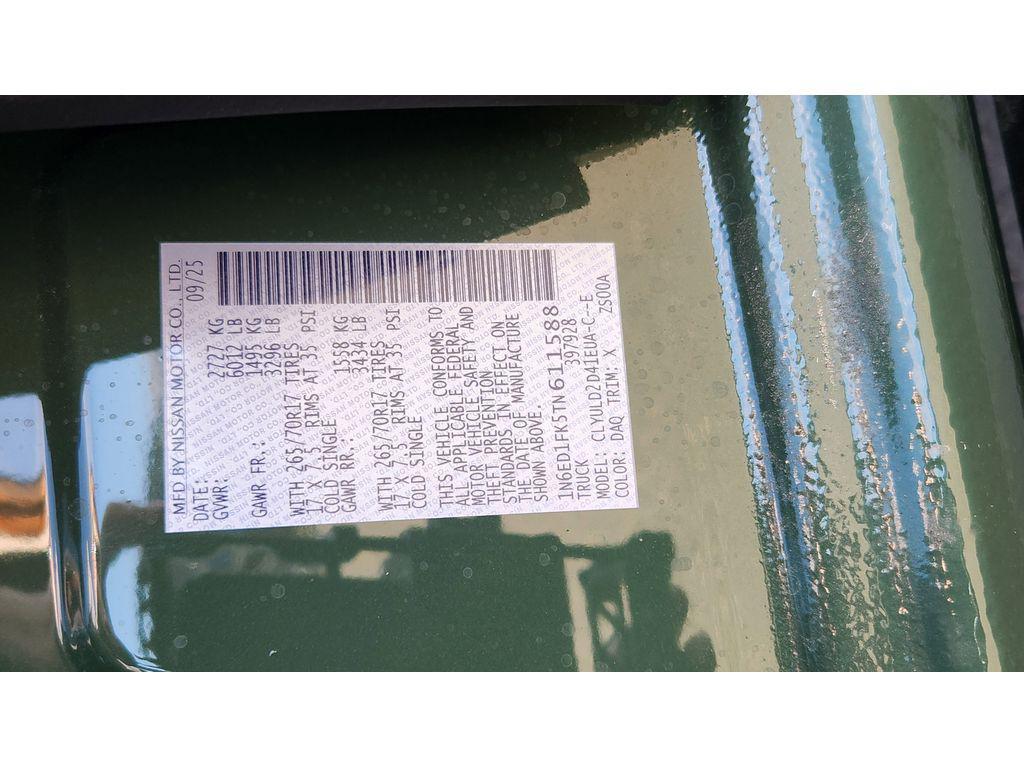 MFD BY NISSAN MOTOR CO., LTD.
DATE: 09/25
GVWR: 2727 KG
6012 LB
GAWR FR.: 1495 KG
3296 LB
WITH 265/70R17 TIRES
17 X 7.5 RIMS AT 35 PSI
COLD SINGLE
GAWR RR.: 1558 KG
3434 LB
WITH 265/70R17 TIRES
17 X 7.5 RIMS AT 35 PSI
COLD SINGLE
THIS VEHICLE CONFORMS TO
ALL APPLICABLE FEDERAL
MOTOR VEHICLE SAFETY AND
THEFT PREVENTION
STANDARDS IN EFFECT ON
THE DATE OF MANUFACTURE
SHOWN ABOVE.
1N6ED1FK5TN611588
TRUCK 397928
MODEL: CLYULD2D41EUA-C--E
COLOR: DAQ TRIM: X ZS00A